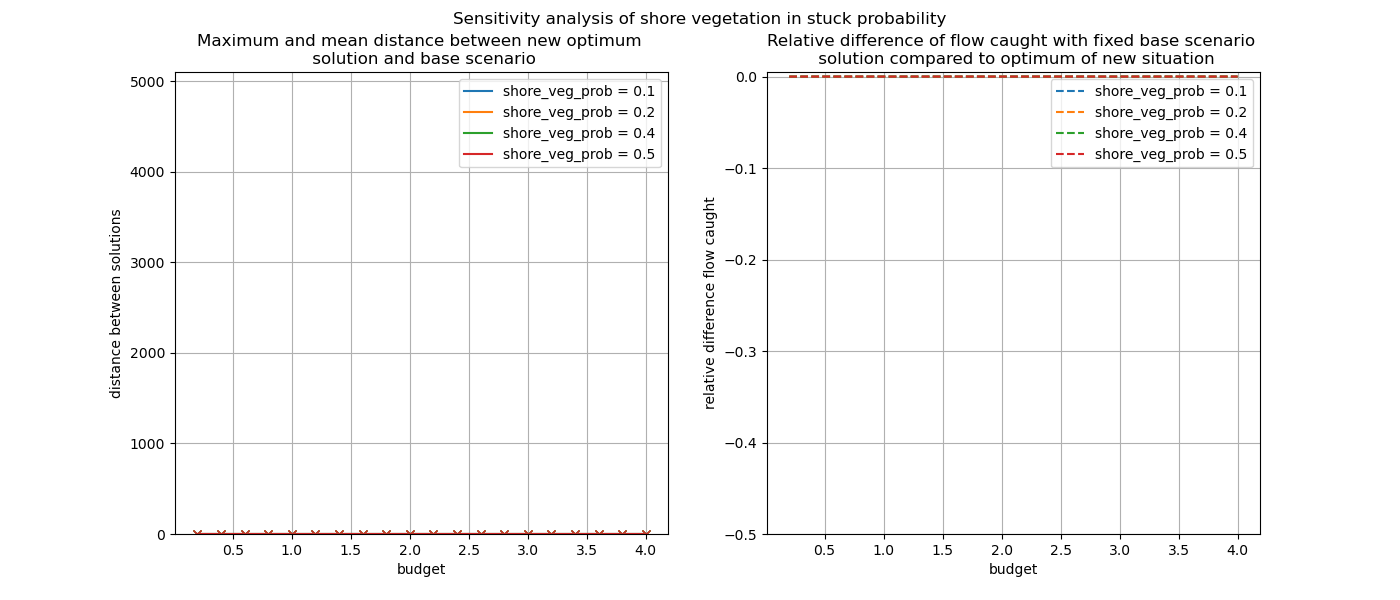 Sensitivity analysis of shore vegetation in stuck probability
Maximum and mean distance between new optimum
solution and base scenario
5000
4000
3000
2000
1000
0
distance between solutions
shore_veg_prob = 0.1
shore_veg_prob = 0.2
shore_veg_prob = 0.4
shore_veg_prob = 0.5
0.5 1.0 1.5 2.0 2.5 3.0 3.5 4.0
budget
Relative difference of flow caught with fixed base scenario
solution compared to optimum of new situation
0.0
−0.1
−0.2
−0.3
−0.4
−0.5
relative difference flow caught
shore_veg_prob = 0.1
shore_veg_prob = 0.2
shore_veg_prob = 0.4
shore_veg_prob = 0.5
0.5 1.0 1.5 2.0 2.5 3.0 3.5 4.0
budget